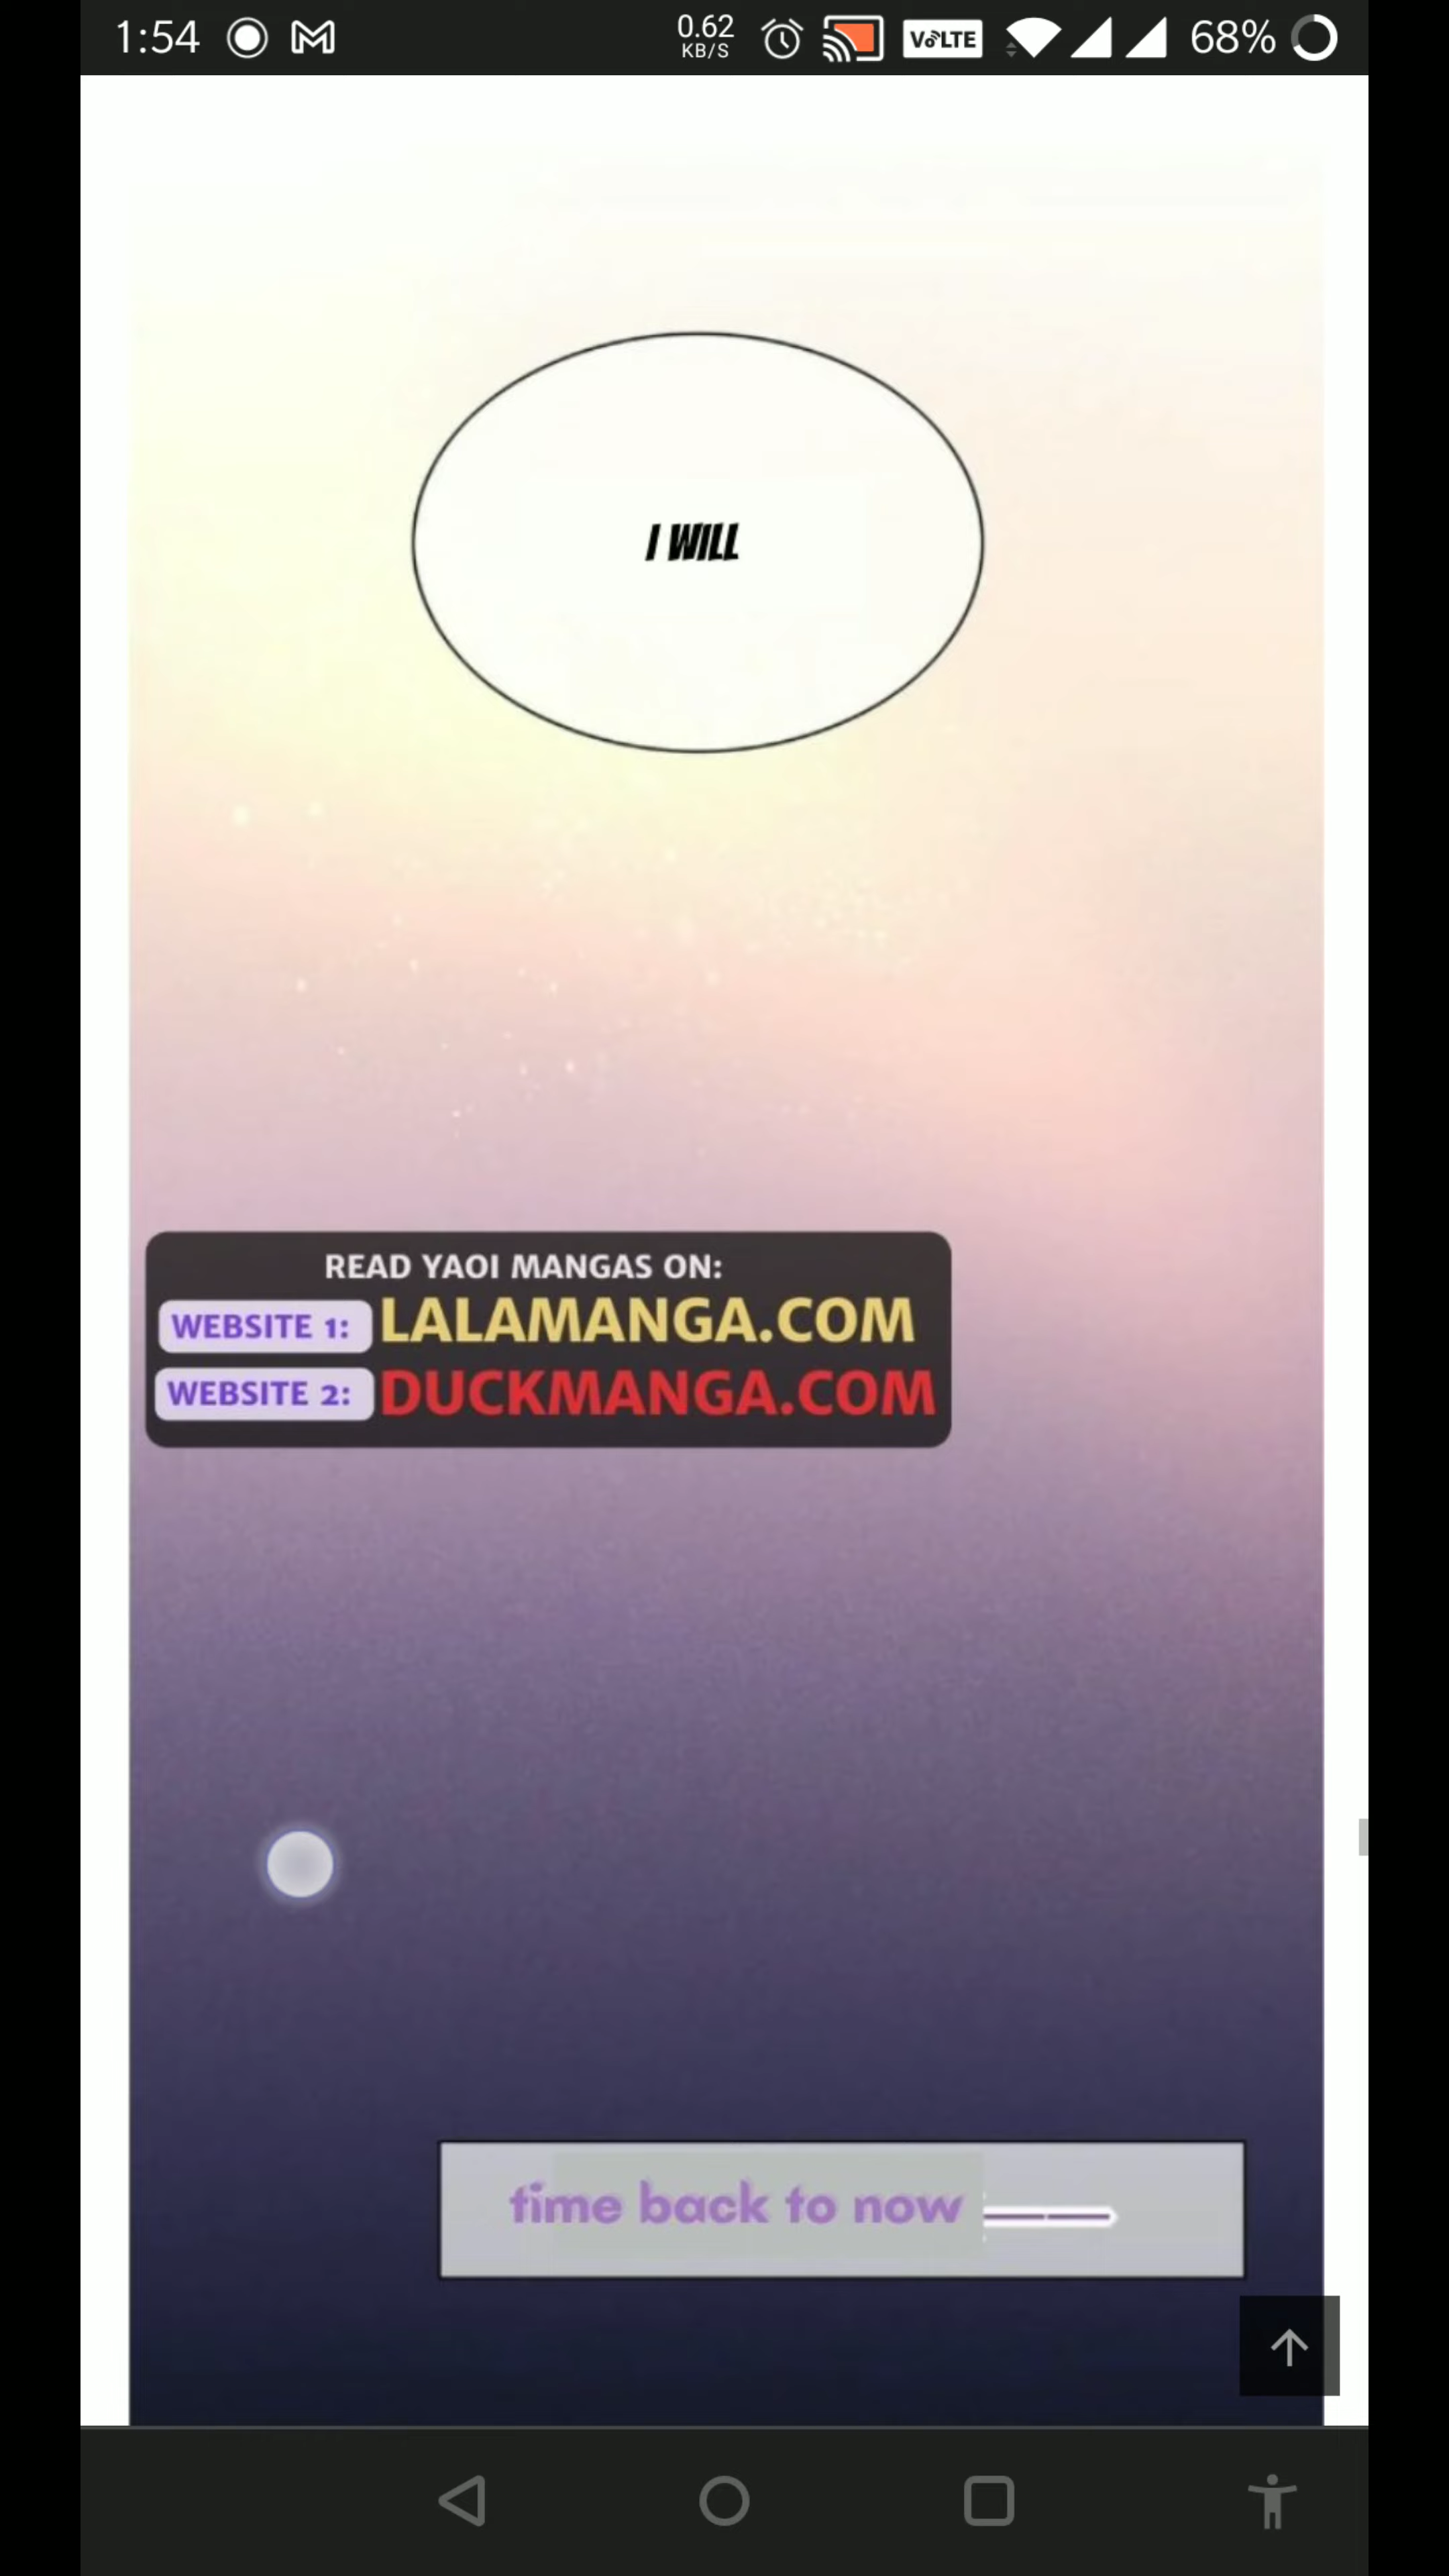 1:54
0.62
KB/S
VoLTE
68%
I WILL
READ YAOI MANGAS ON:
WEBSITE 1: LALAMANGA.COM
WEBSITE 2: DUCKMANGA.COM
time back to now